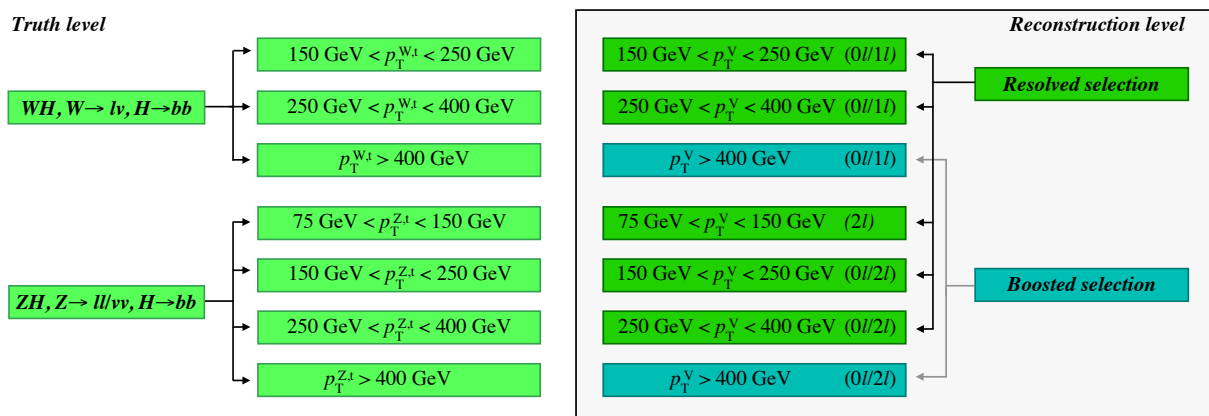 Truth level
Reconstruction level
150 GeV < p_T^{W,t} < 250 GeV
150 GeV < p_T^V < 250 GeV (0l/1l)
WH, W→ lν, H→bb
250 GeV < p_T^{W,t} < 400 GeV
250 GeV < p_T^V < 400 GeV (0l/1l)
Resolved selection
p_T^{W,t} > 400 GeV
p_T^V > 400 GeV (0l/1l)
75 GeV < p_T^{Z,t} < 150 GeV
75 GeV < p_T^V < 150 GeV (2l)
150 GeV < p_T^{Z,t} < 250 GeV
150 GeV < p_T^V < 250 GeV (0l/2l)
ZH, Z→ ll/νν, H→bb
Boosted selection
250 GeV < p_T^{Z,t} < 400 GeV
250 GeV < p_T^V < 400 GeV (0l/2l)
p_T^{Z,t} > 400 GeV
p_T^V > 400 GeV (0l/2l)